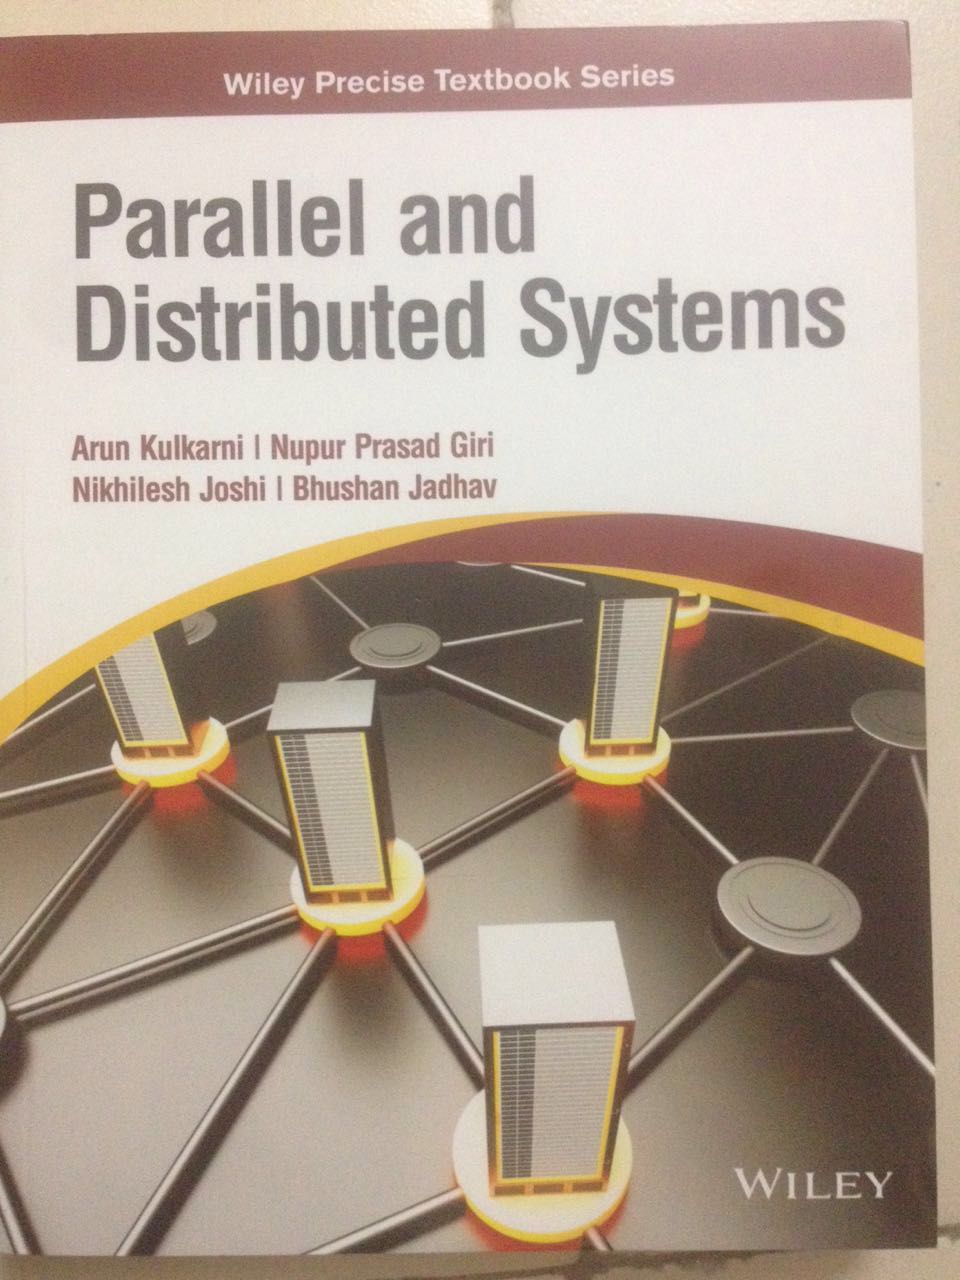 Wiley Precise Textbook Series
Parallel and
Distributed Systems
Arun Kulkarni | Nupur Prasad Giri
Nikhilesh Joshi | Bhushan Jadhav
WILEY